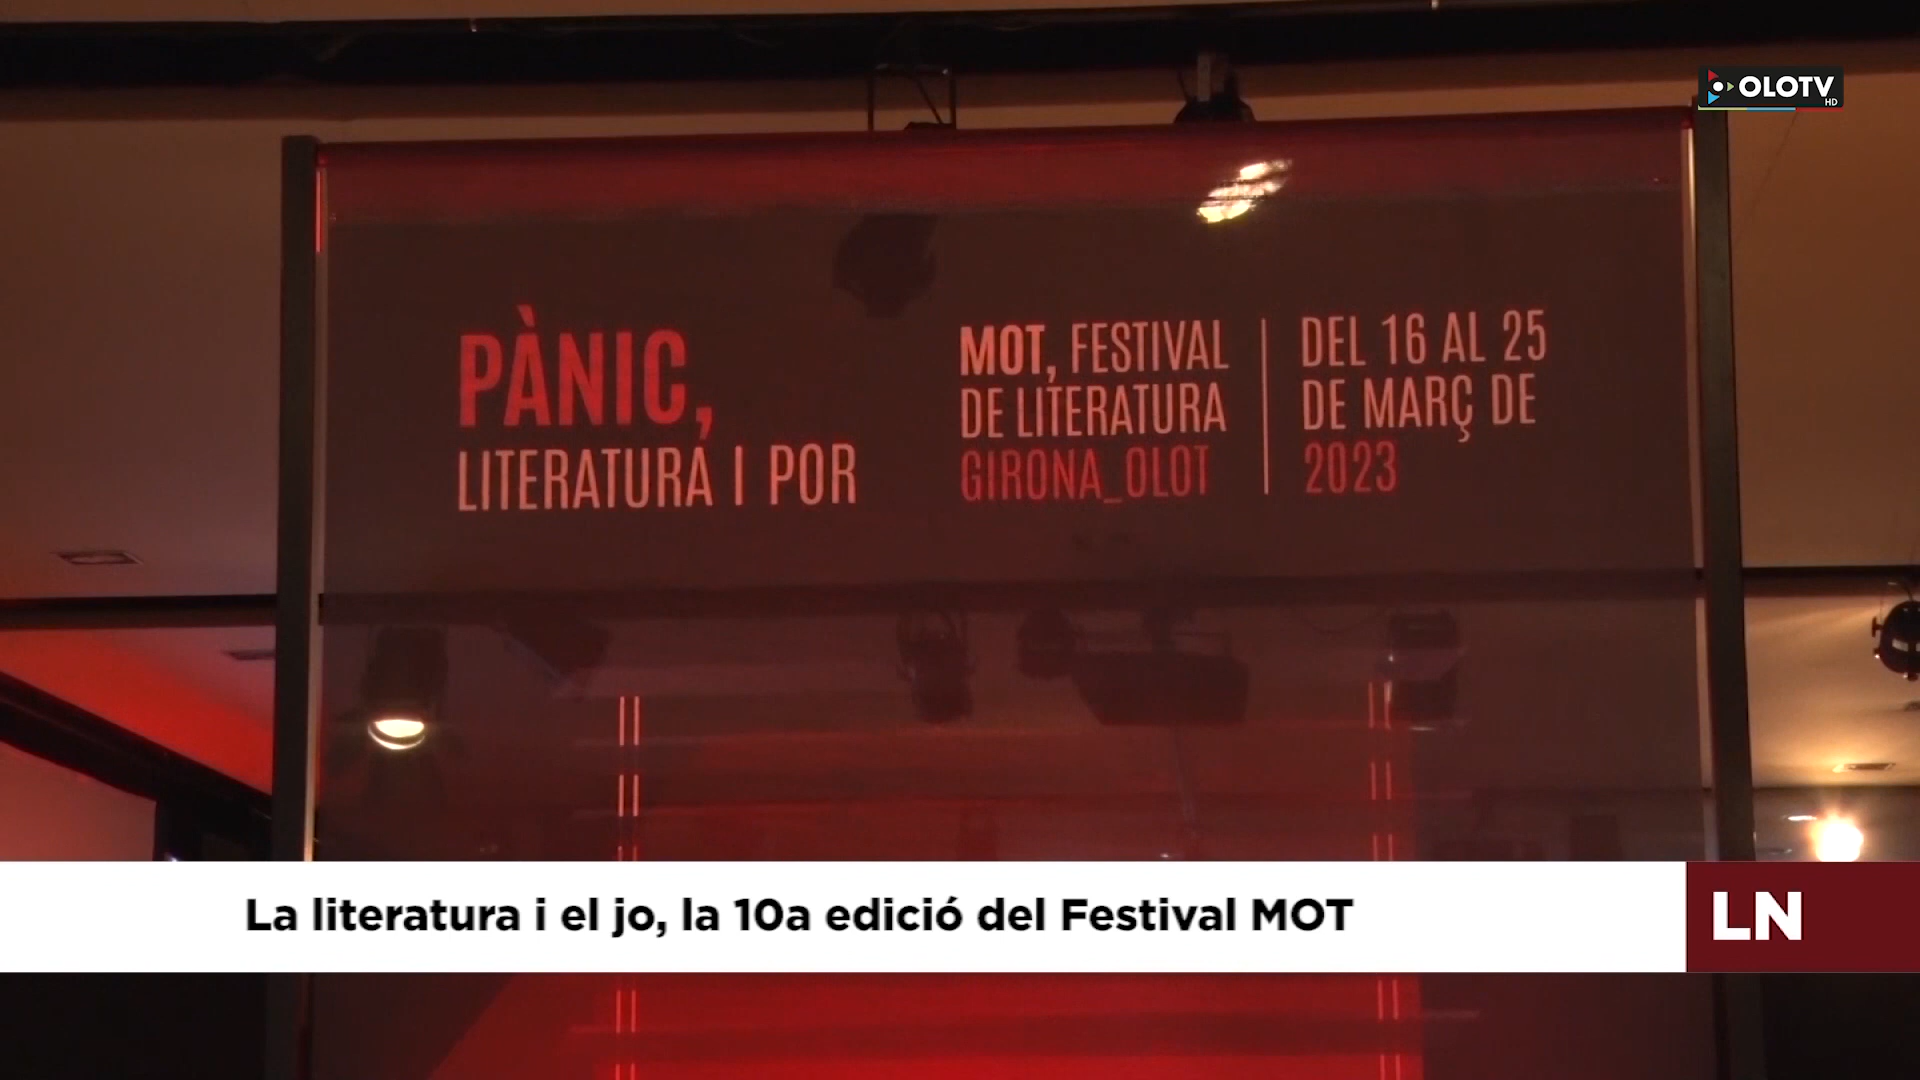 OLOTV
HD
PÀNIC,
LITERATURA I POR
MOT, FESTIVAL
DE LITERATURA
GIRONA_OLOT
DEL 16 AL 25
DE MARÇ DE
2023
La literatura i el jo, la 10a edició del Festival MOT
LN